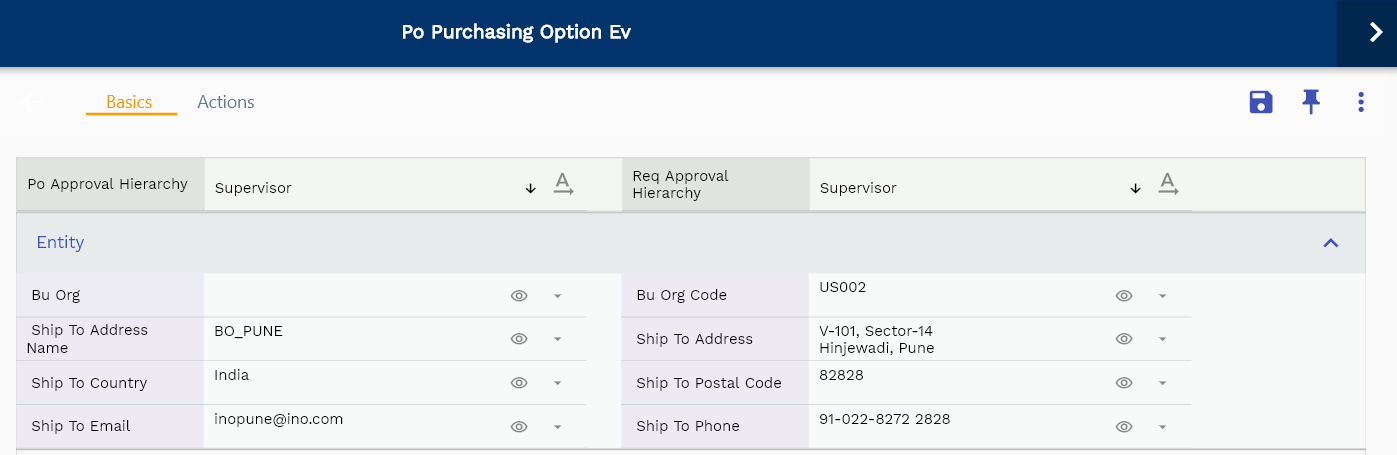 Po Purchasing Option Ev
Basics Actions
Po Approval Hierarchy Supervisor Req Approval Hierarchy Supervisor
Entity
Bu Org Bu Org Code US002
Ship To Address Name BO_PUNE Ship To Address V-101, Sector-14
Hinjewadi, Pune
Ship To Country India Ship To Postal Code 82828
Ship To Email inopune@ino.com Ship To Phone 91-022-8272 2828